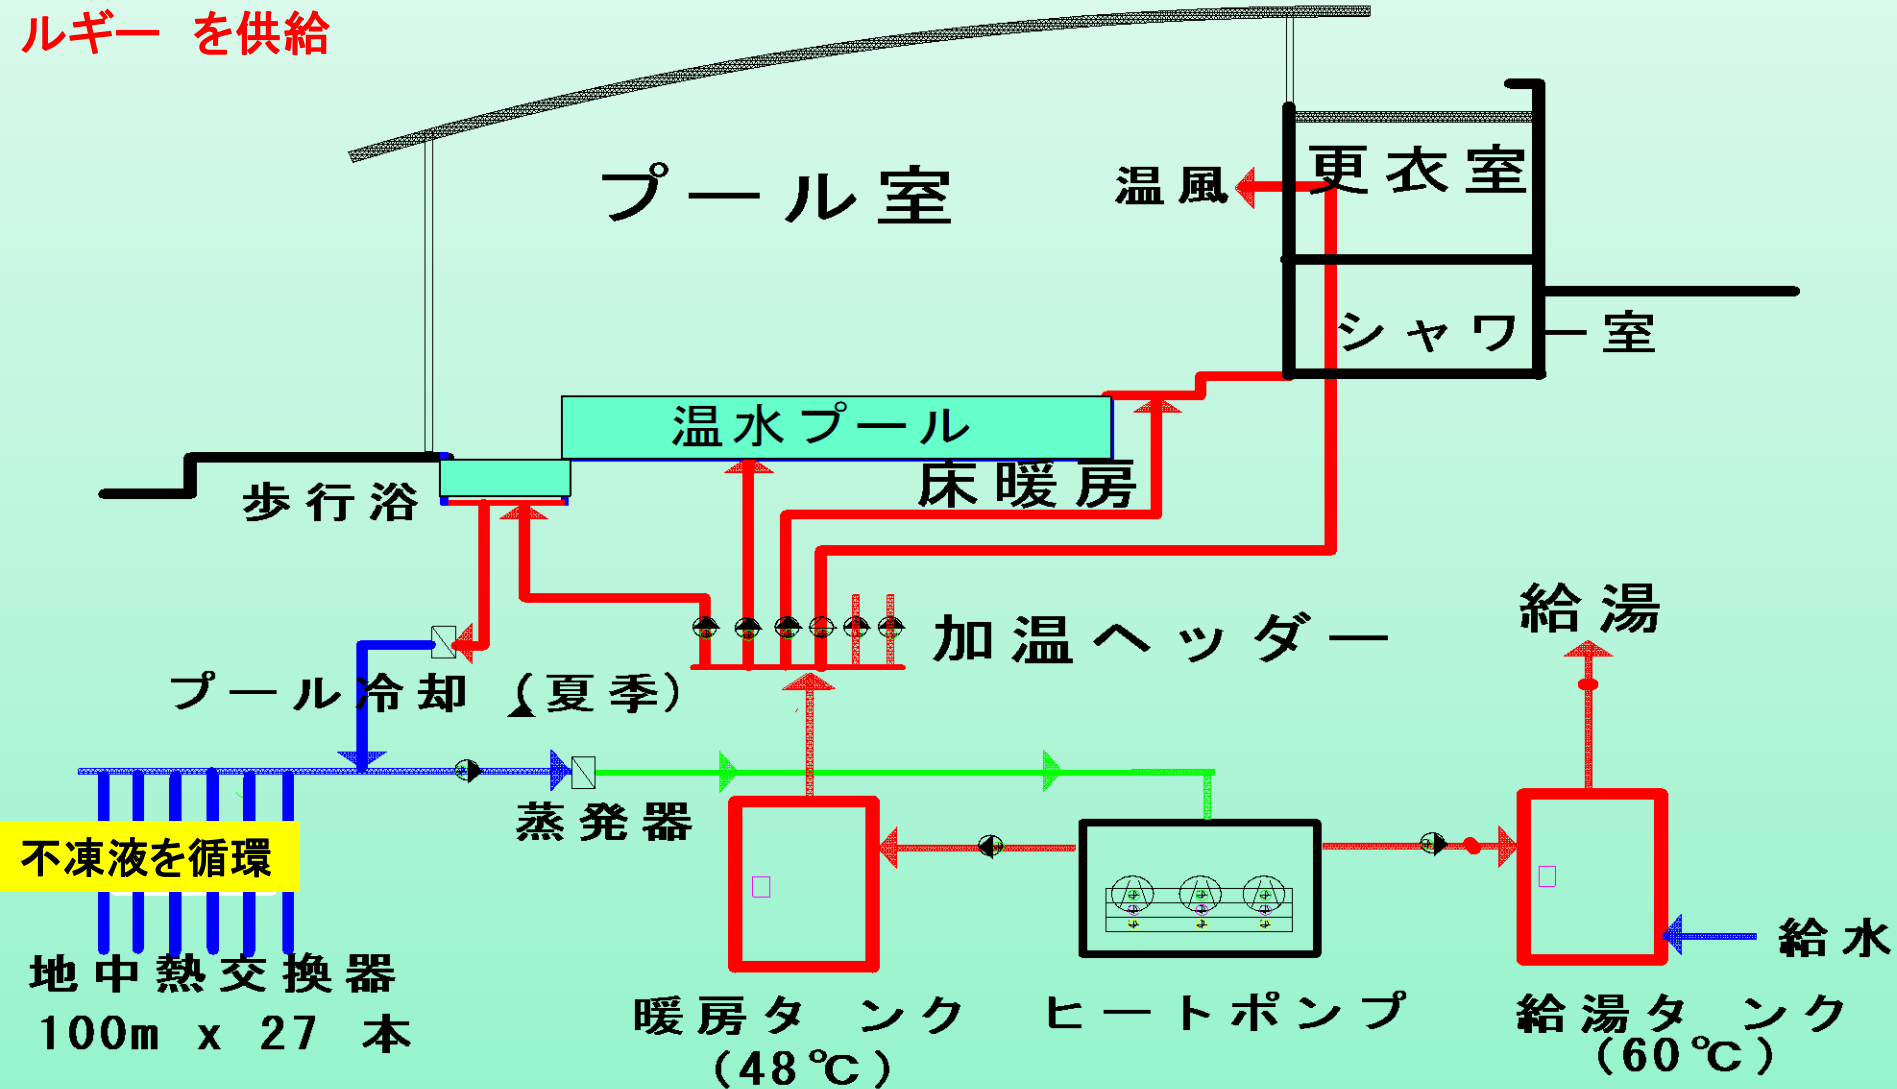 ルギー を供給
プール室
温風
更衣室
シャワー室
温水プール
床暖房
歩行浴
加温ヘッダー
給湯
プール冷却(夏季)
蒸発器
不凍液を循環
地中熱交換器
100m x 27 本
暖房タンク
(48℃)
ヒートポンプ
給水
給湯タンク
(60℃)